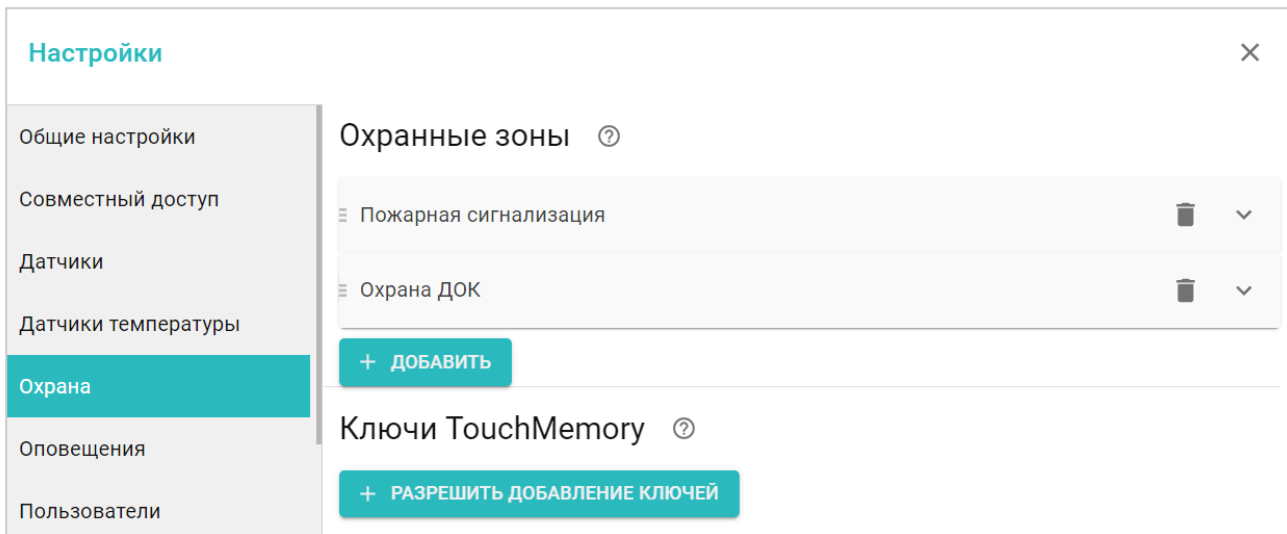 Настройки
Общие настройки
Совместный доступ
Датчики
Датчики температуры
Охрана
Оповещения
Пользователи
Охранные зоны
Пожарная сигнализация
Охрана ДОК
+ ДОБАВИТЬ
Ключи TouchMemory
+ РАЗРЕШИТЬ ДОБАВЛЕНИЕ КЛЮЧЕЙ